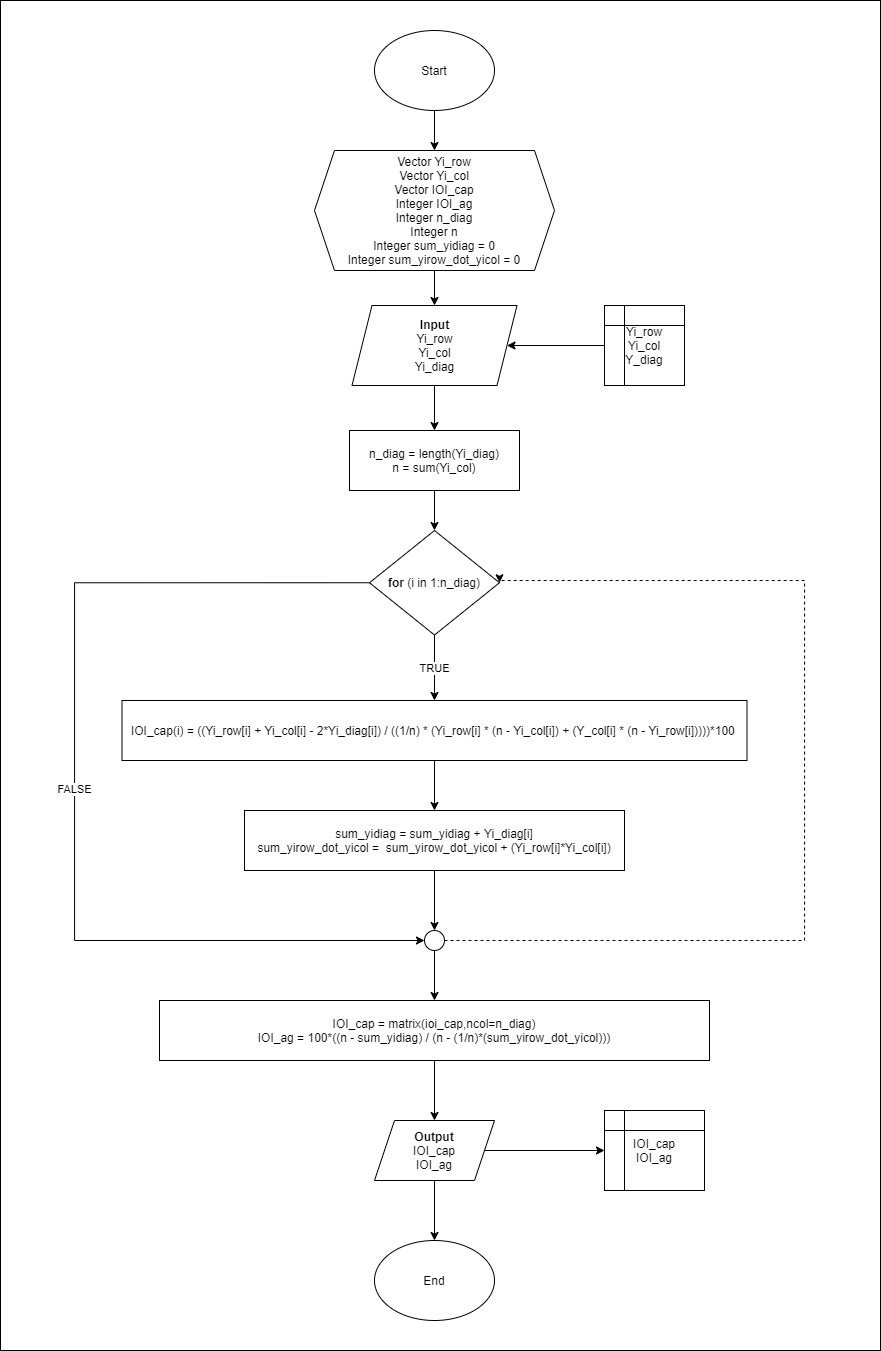 Start
Vector Yi_row
Vector Yi_col
Vector IOI_cap
Integer IOI_ag
Integer n_diag
Integer n
Integer sum_yidiag = 0
Integer sum_yirow_dot_yicol = 0
Input
Yi_row
Yi_col
Yi_diag
Yi_row
Yi_col
Y_diag
n_diag = length(Yi_diag)
n = sum(Yi_col)
for (i in 1:n_diag)
TRUE
IOI_cap(i) = ((Yi_row[i] + Yi_col[i] - 2*Yi_diag[i]) / ((1/n) * (Yi_row[i] * (n - Yi_col[i]) + (Y_col[i] * (n - Yi_row[i])))))*100
FALSE
sum_yidiag = sum_yidiag + Yi_diag[i]
sum_yirow_dot_yicol = sum_yirow_dot_yicol + (Yi_row[i]*Yi_col[i])
IOI_cap = matrix(ioi_cap,ncol=n_diag)
IOI_ag = 100*((n - sum_yidiag) / (n - (1/n)*(sum_yirow_dot_yicol)))
Output
IOI_cap
IOI_ag
IOI_cap
IOI_ag
End